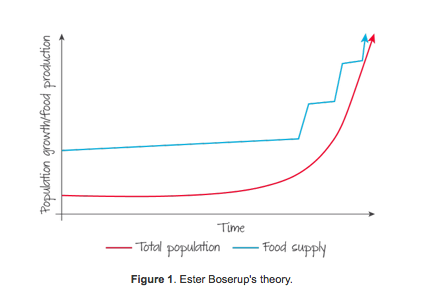 Population growth/food production
Time
Total population Food supply
Figure 1. Ester Boserup's theory.